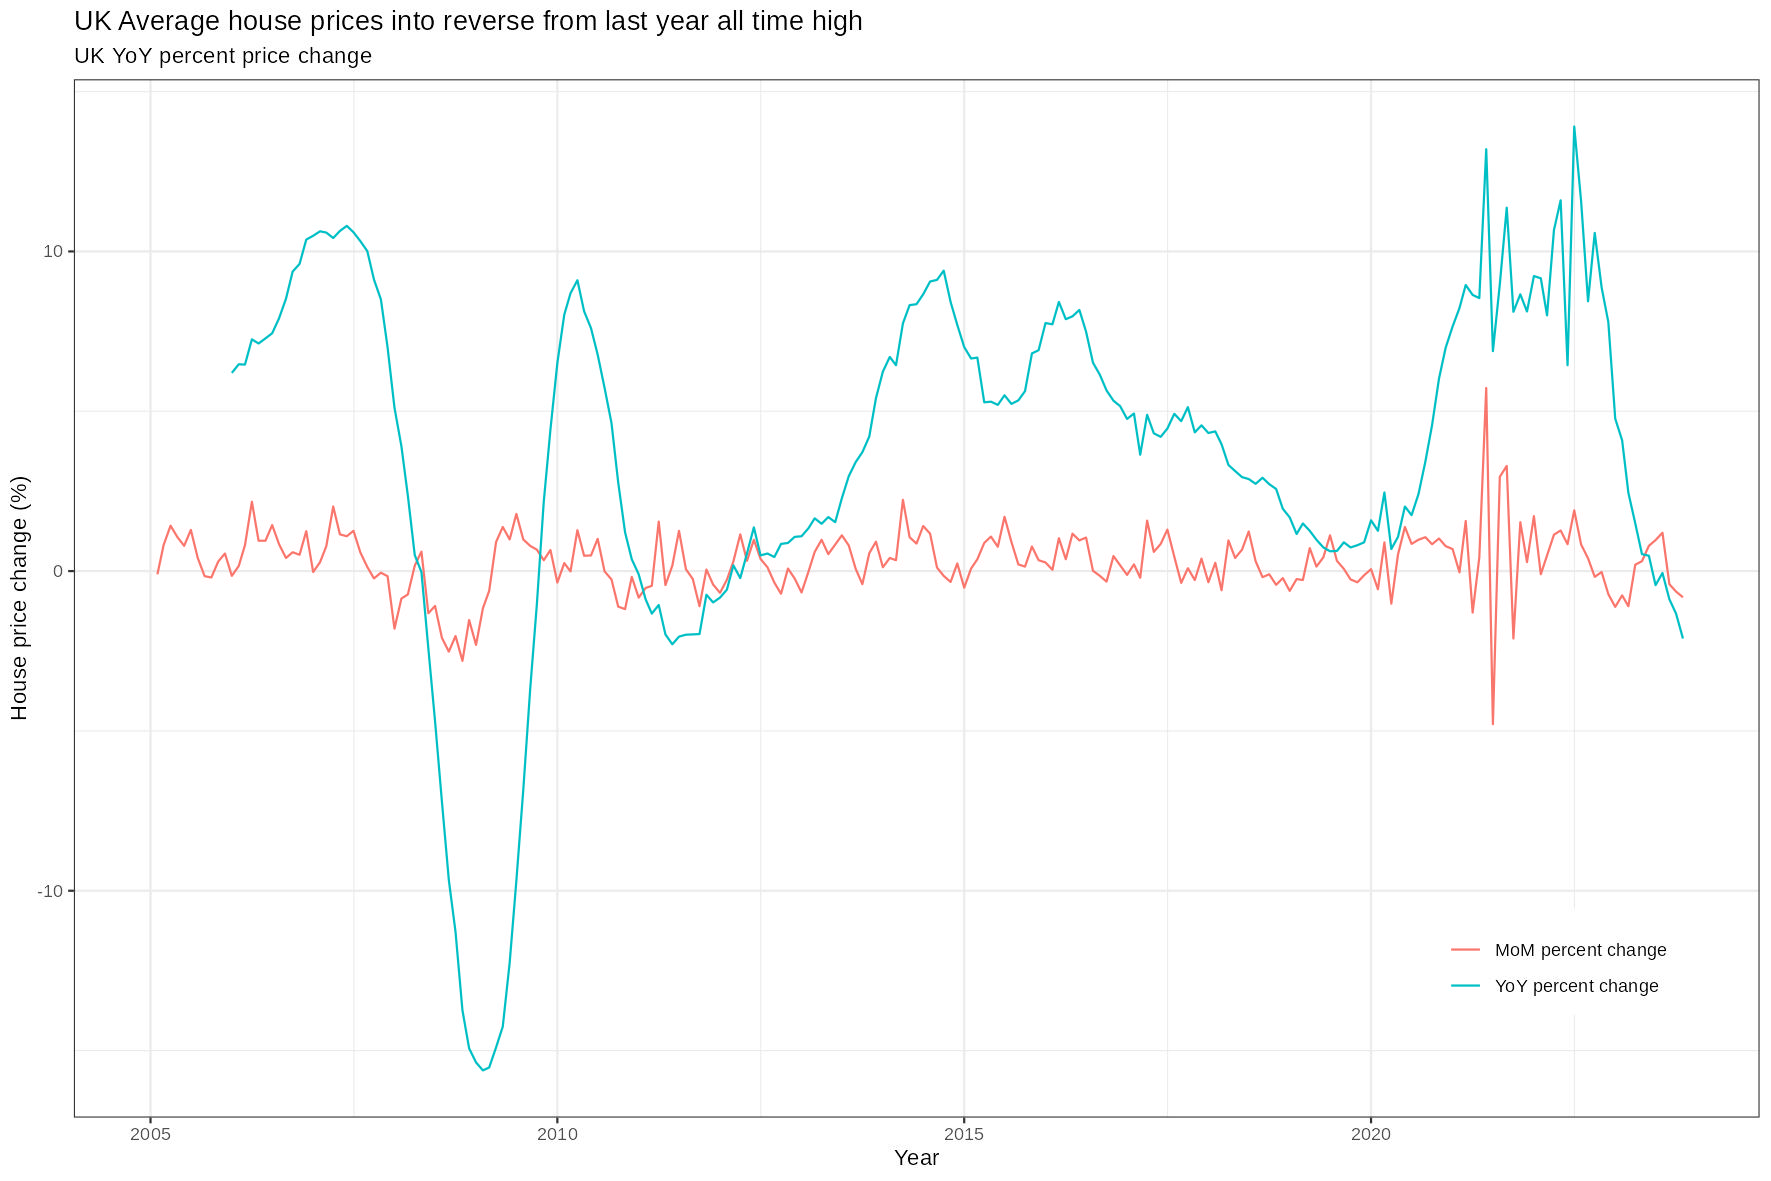 UK Average house prices into reverse from last year all time high
UK YoY percent price change
House price change (%)
10
0
-10
MoM percent change
YoY percent change
2005 2010 2015 2020
Year